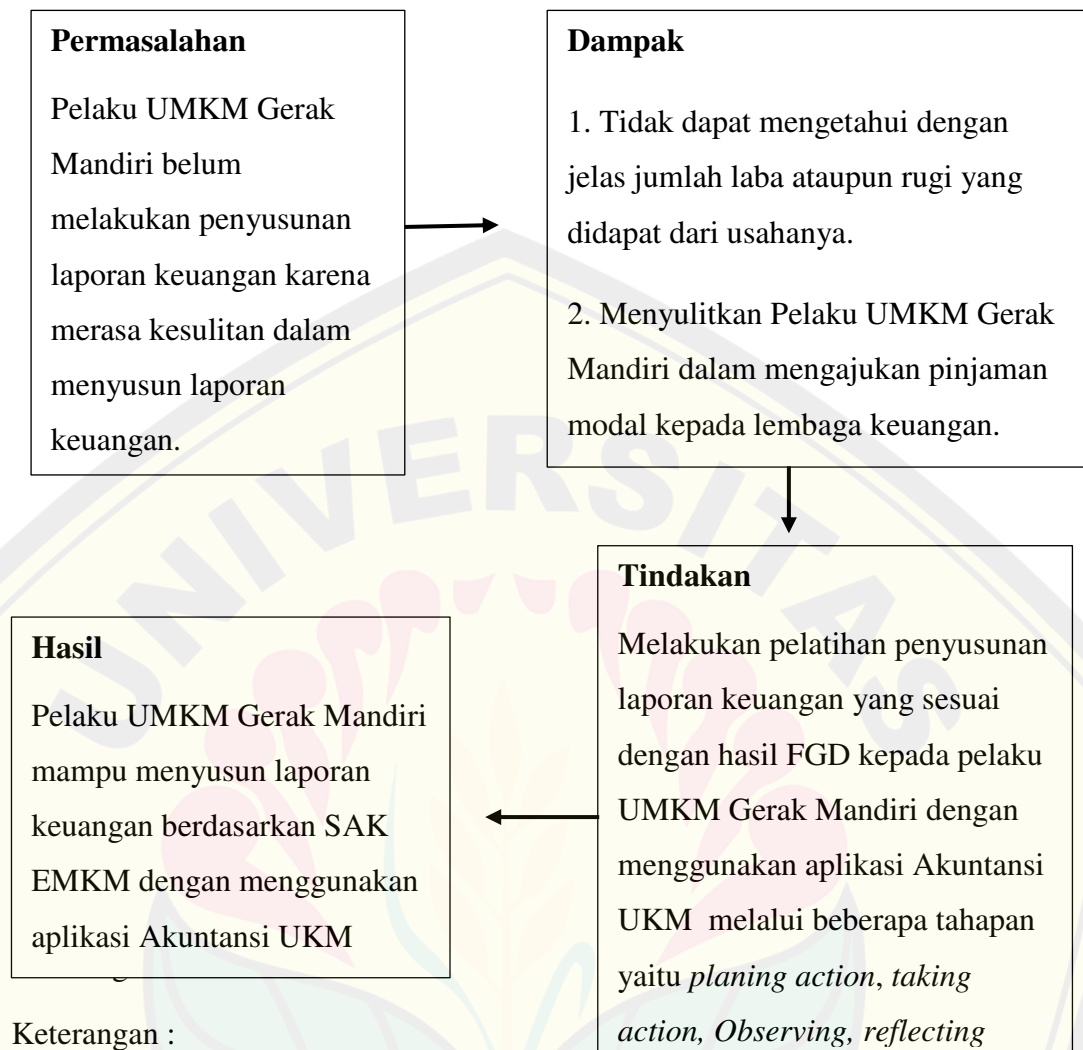 Permasalahan
Pelaku UMKM Gerak
Mandiri belum
melakukan penyusunan
laporan keuangan karena
merasa kesulitan dalam
menyusun laporan
keuangan.
Dampak
1. Tidak dapat mengetahui dengan
jelas jumlah laba ataupun rugi yang
didapat dari usahanya.
2. Menyulitkan Pelaku UMKM Gerak
Mandiri dalam mengajukan pinjaman
modal kepada lembaga keuangan.
Tindakan
Melakukan pelatihan penyusunan
laporan keuangan yang sesuai
dengan hasil FGD kepada pelaku
UMKM Gerak Mandiri dengan
menggunakan aplikasi Akuntansi
UKM melalui beberapa tahapan
yaitu planing action, taking
action, Observing, reflecting
Hasil
Pelaku UMKM Gerak Mandiri
mampu menyusun laporan
keuangan berdasarkan SAK
EMKM dengan menggunakan
aplikasi Akuntansi UKM
Keterangan :
UNIVERSITAS